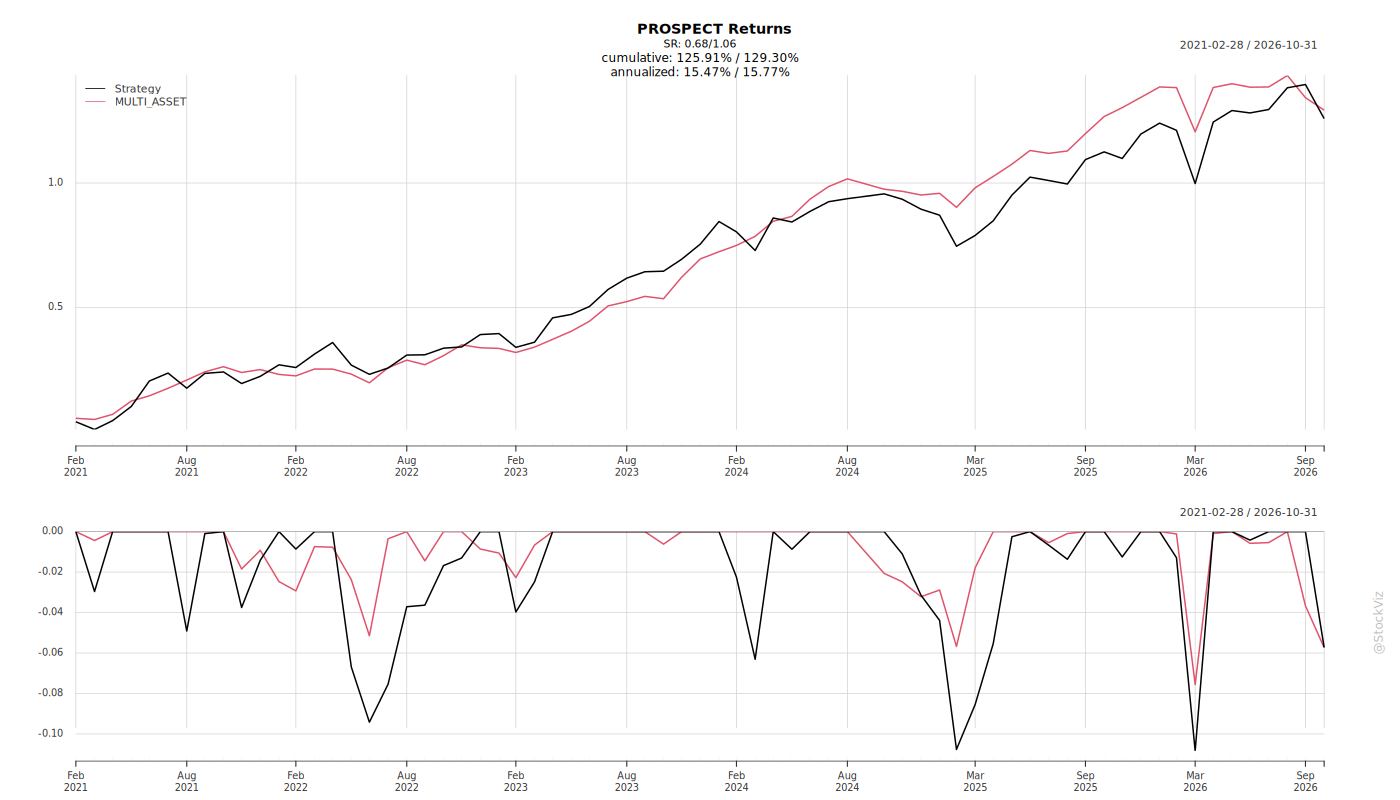 PROSPECT Returns
SR: 0.68/1.06
cumulative: 125.91% / 129.30%
annualized: 15.47% / 15.77%
2021-02-28 / 2026-10-31
Strategy
MULTI_ASSET
1.0
0.5
Feb Aug Feb Aug Feb Aug Feb Aug Mar Sep Mar Sep
2021 2021 2022 2022 2023 2023 2024 2024 2025 2025 2026 2026
2021-02-28 / 2026-10-31
0.00
-0.02
-0.04
-0.06
-0.08
-0.10
Feb Aug Feb Aug Feb Aug Feb Aug Mar Sep Mar Sep
2021 2021 2022 2022 2023 2023 2024 2024 2025 2025 2026 2026
@StockViz